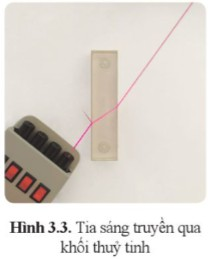 Hình 3.3. Tia sáng truyền qua
khối thuỷ tinh